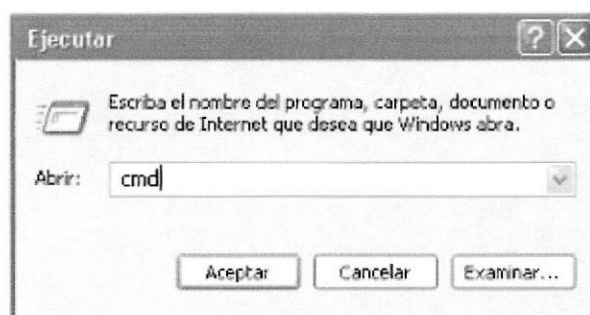 Ejecutar
Escriba el nombre del programa, carpeta, documento o
recurso de Internet que desea que Windows abra.
Abrir: cmd
Aceptar Cancelar Examinar...